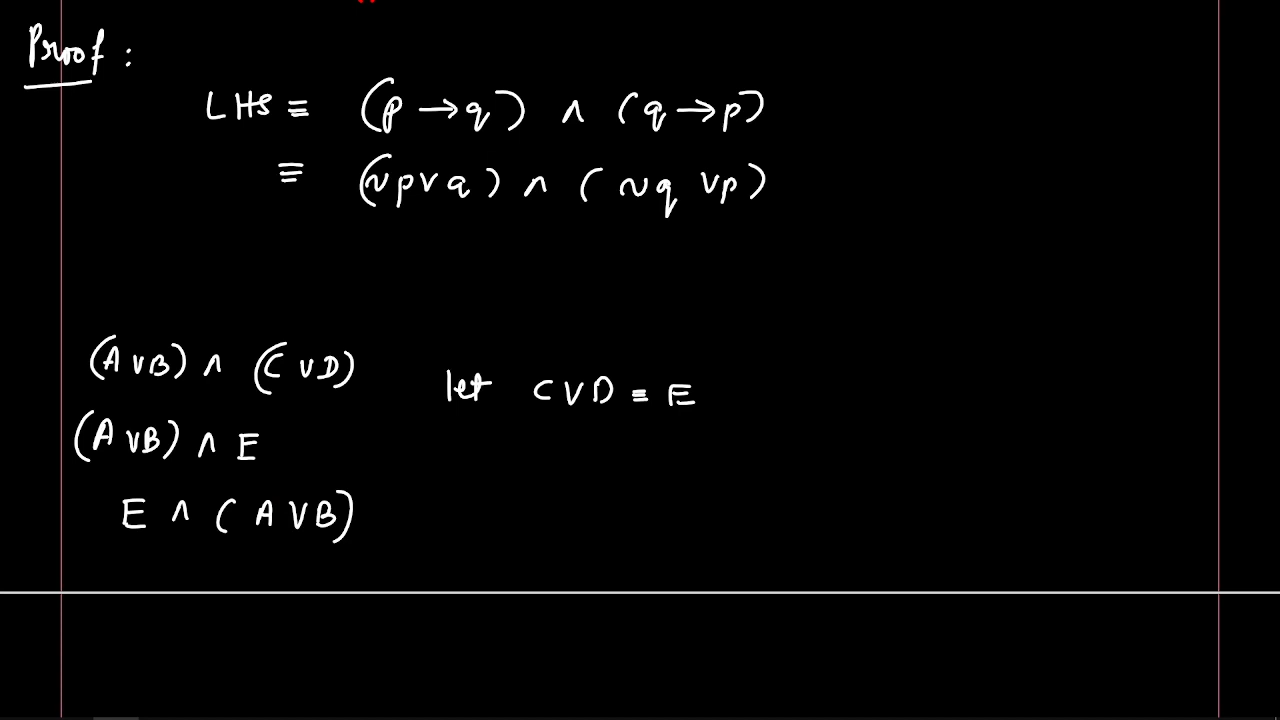 Proof :
LHS ≡ (p → q) ∧ (q → p)
≡ (~p ∨ q) ∧ (~q ∨ p)
(A ∨ B) ∧ (C ∨ D) let C ∨ D ≡ E
(A ∨ B) ∧ E
E ∧ (A ∨ B)